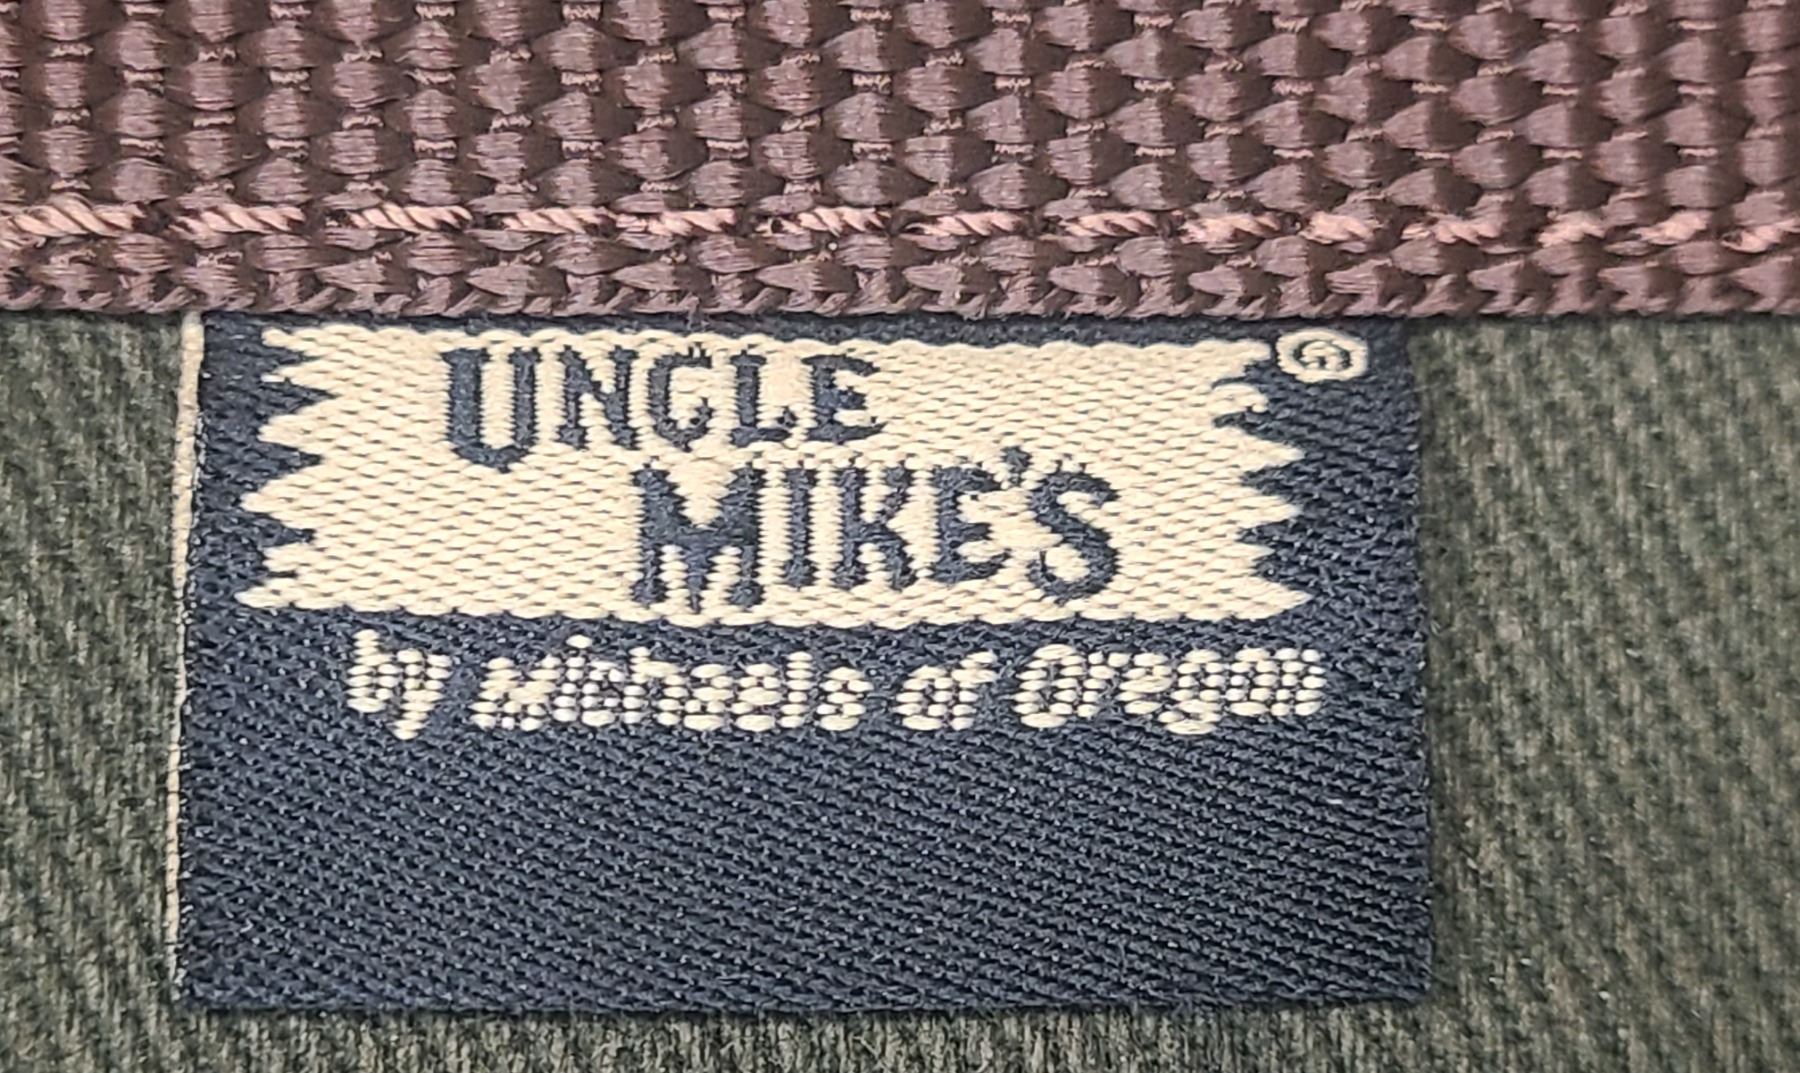 UNCLE ®
MIKE'S
by Michaels of Oregon